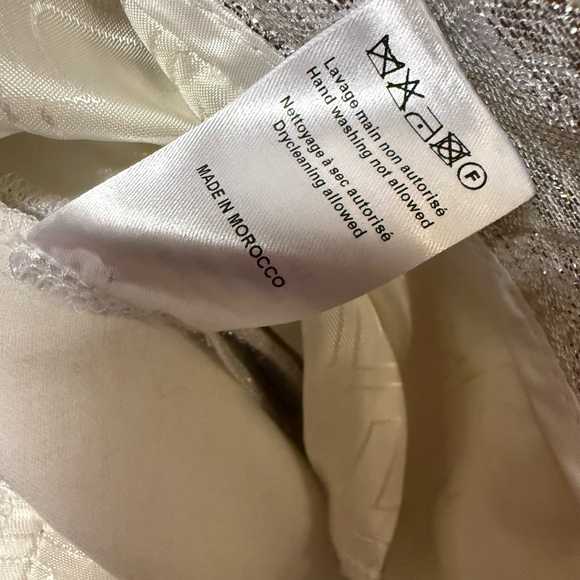 F
Lavage main non autorisé
Hand washing not allowed
Nettoyage à sec autorisé
Drycleaning allowed
MADE IN MOROCCO